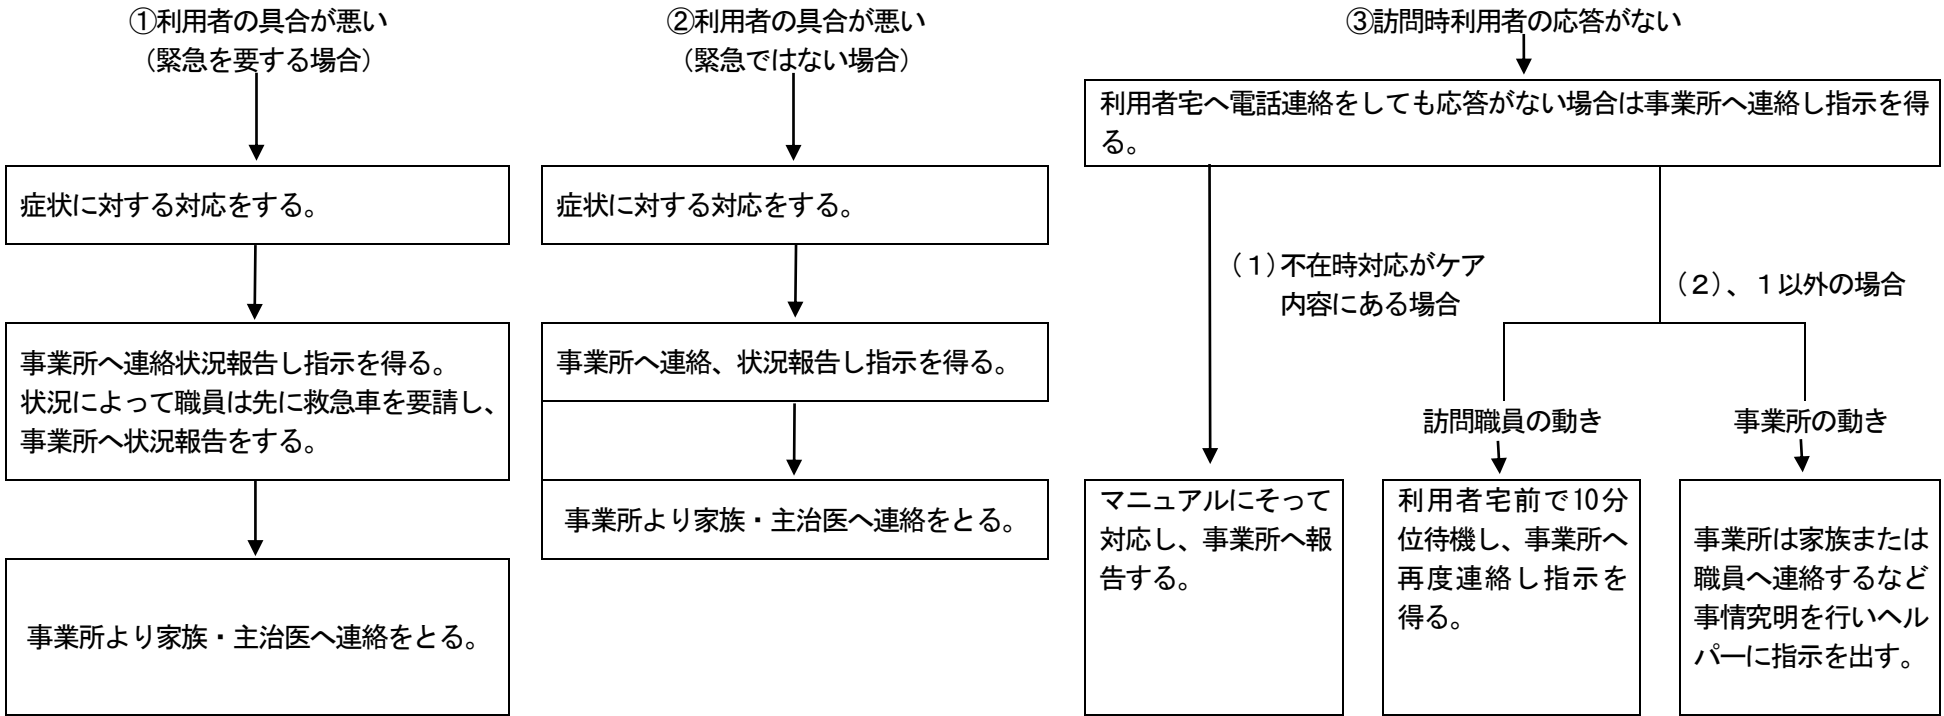 ①利用者の具合が悪い
（緊急を要する場合）
症状に対する対応をする。
事業所へ連絡状況報告し指示を得る。
状況によって職員は先に救急車を要請し、
事業所へ状況報告をする。
事業所より家族・主治医へ連絡をとる。
②利用者の具合が悪い
（緊急ではない場合）
症状に対する対応をする。
事業所へ連絡、状況報告し指示を得る。
事業所より家族・主治医へ連絡をとる。
③訪問時利用者の応答がない
利用者宅へ電話連絡をしても応答がない場合は事業所へ連絡し指示を得
る。
（１）不在時対応がケア
内容にある場合
マニュアルにそって
対応し、事業所へ報
告する。
（２）、１以外の場合
訪問職員の動き
利用者宅前で10分
位待機し、事業所へ
再度連絡し指示を
得る。
事業所の動き
事業所は家族または
職員へ連絡するなど
事情究明を行いヘル
パーに指示を出す。